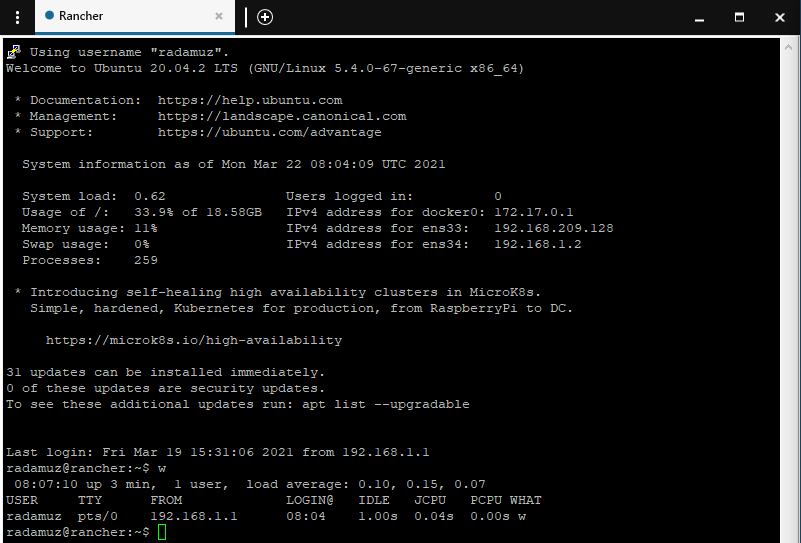 Rancher
Using username "radamuz".
Welcome to Ubuntu 20.04.2 LTS (GNU/Linux 5.4.0-67-generic x86_64)
* Documentation:  https://help.ubuntu.com
* Management:     https://landscape.canonical.com
* Support:        https://ubuntu.com/advantage
System information as of Mon Mar 22 08:04:09 UTC 2021
System load:  0.62               Users logged in:          0
Usage of /:   33.9% of 18.58GB   IPv4 address for docker0: 172.17.0.1
Memory usage: 11%                IPv4 address for ens33:   192.168.209.128
Swap usage:   0%                 IPv4 address for ens34:   192.168.1.2
Processes:    259
* Introducing self-healing high availability clusters in MicroK8s.
Simple, hardened, Kubernetes for production, from RaspberryPi to DC.
https://microk8s.io/high-availability
31 updates can be installed immediately.
0 of these updates are security updates.
To see these additional updates run: apt list --upgradable
Last login: Fri Mar 19 15:31:06 2021 from 192.168.1.1
radamuz@rancher:~$ w
08:07:10 up 3 min,  1 user,  load average: 0.10, 0.15, 0.07
USER     TTY      FROM             LOGIN@   IDLE   JCPU   PCPU WHAT
radamuz  pts/0    192.168.1.1      08:04    1.00s  0.04s  0.00s w
radamuz@rancher:~$